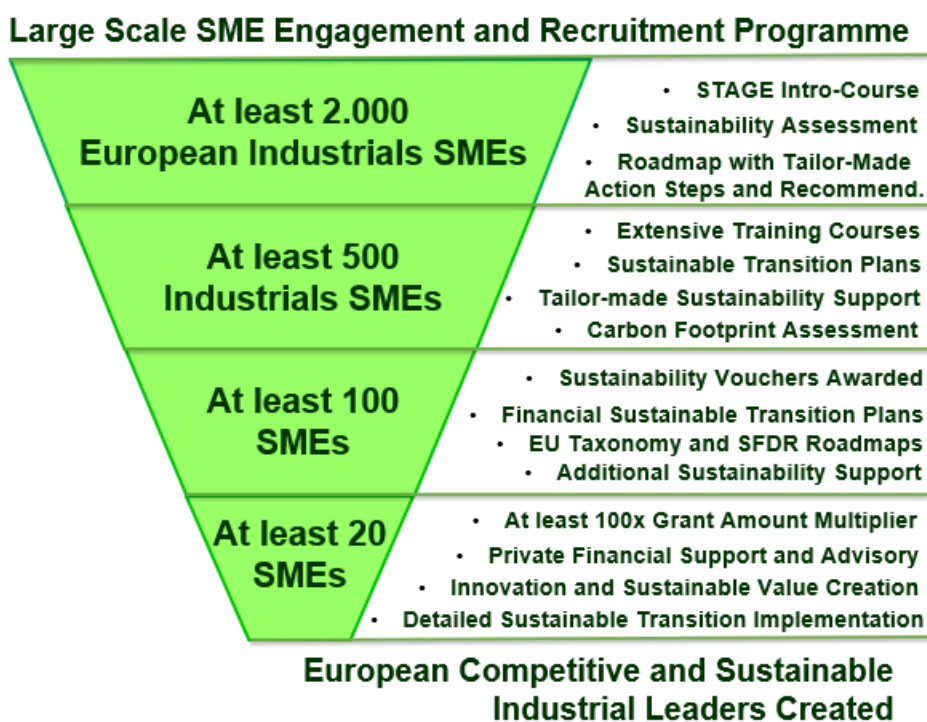 Large Scale SME Engagement and Recruitment Programme
At least 2.000
European Industrials SMEs
• STAGE Intro-Course
• Sustainability Assessment
• Roadmap with Tailor-Made
Action Steps and Recommend.
At least 500
Industrials SMEs
• Extensive Training Courses
• Sustainable Transition Plans
• Tailor-made Sustainability Support
• Carbon Footprint Assessment
At least 100
SMEs
• Sustainability Vouchers Awarded
• Financial Sustainable Transition Plans
• EU Taxonomy and SFDR Roadmaps
• Additional Sustainability Support
At least 20
SMEs
• At least 100x Grant Amount Multiplier
• Private Financial Support and Advisory
• Innovation and Sustainable Value Creation
• Detailed Sustainable Transition Implementation
European Competitive and Sustainable
Industrial Leaders Created